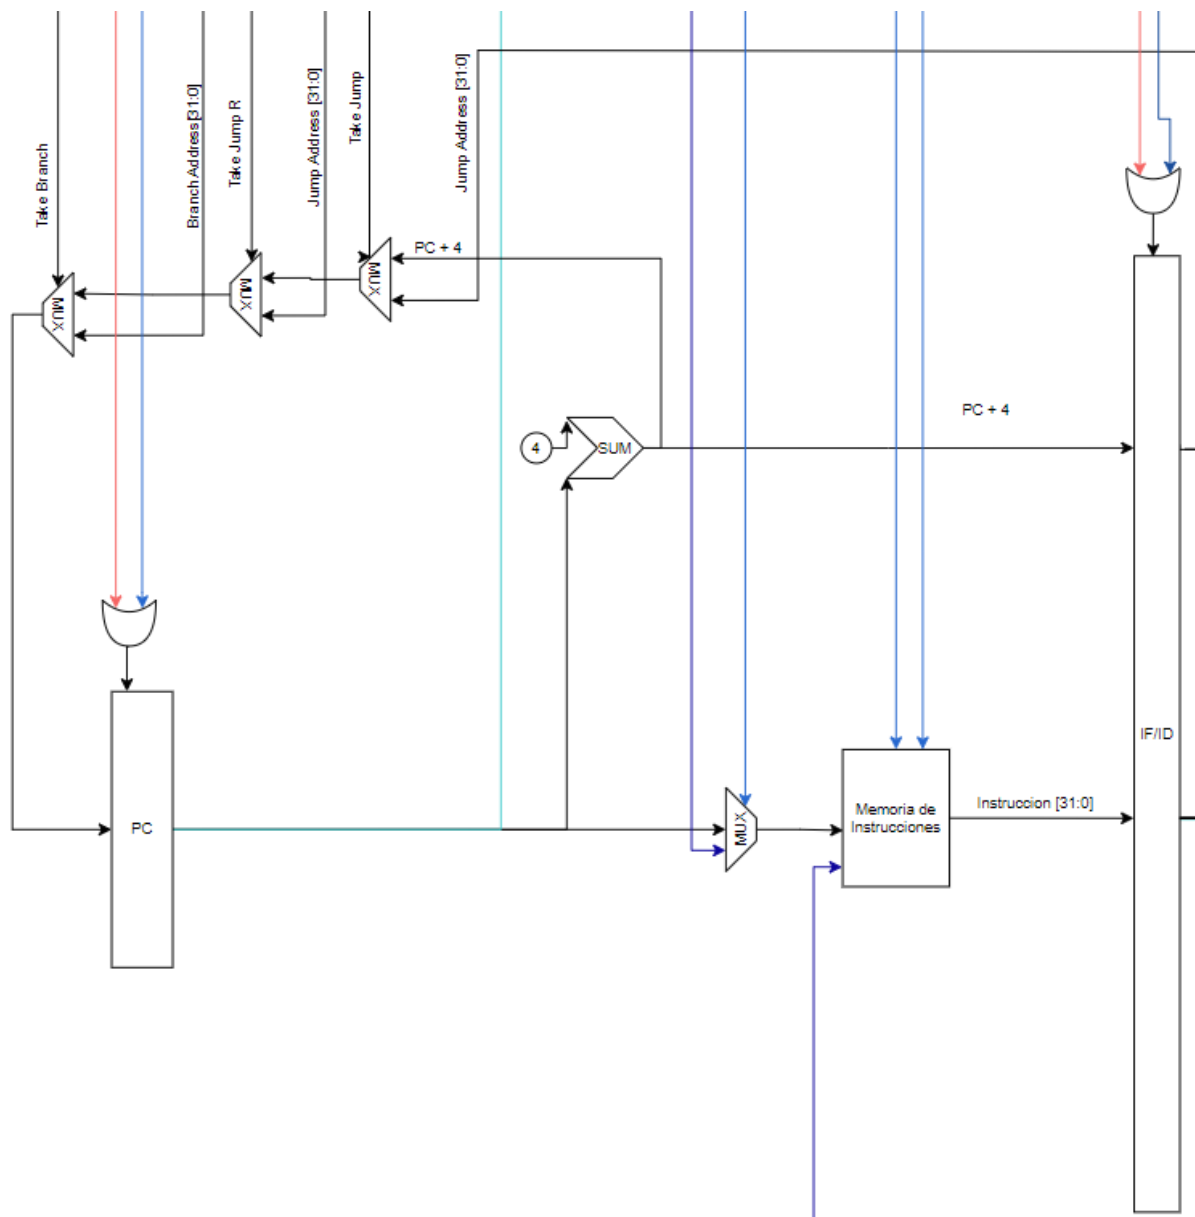 Take Branch
Branch Address[31:0]
Take Jump R
Jump Address [31:0]
Take Jump
Jump Address [31:0]
PC + 4
MUX
MUX
MUX
4
SUM
PC + 4
PC
MUX
Memoria de
Instrucciones
Instruccion [31:0]
IF/ID